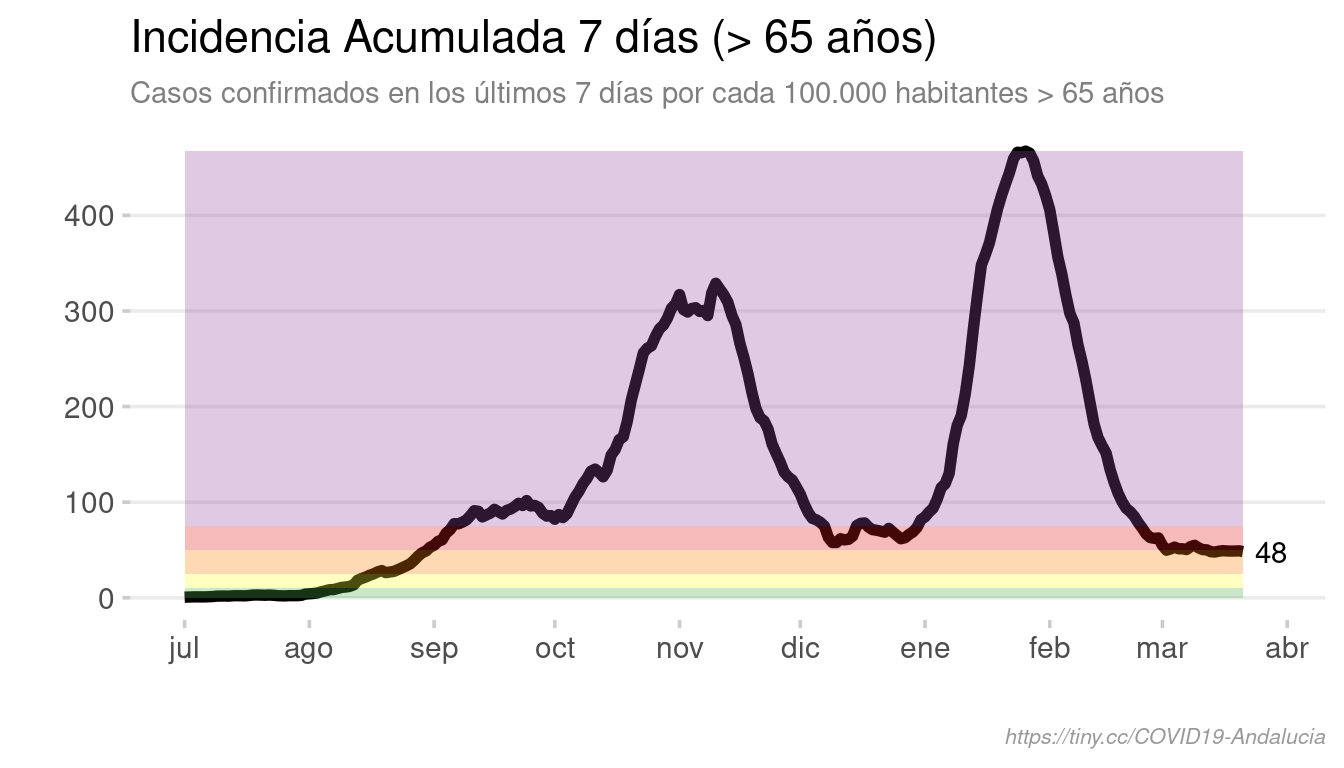 Incidencia Acumulada 7 días (> 65 años)
Casos confirmados en los últimos 7 días por cada 100.000 habitantes > 65 años
400
300
200
100
0
48
jul ago sep oct nov dic ene feb mar abr
https://tiny.cc/COVID19-Andalucia